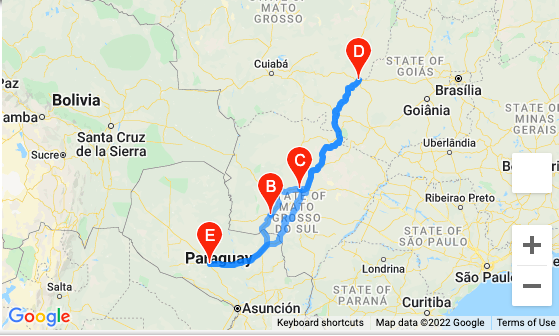 MATO
GROSSO
D
STATE OF
GOIÁS
Cuiabá
Paz
Bolivia
Brasília
amba
Goiânia
Santa Cruz
de la Sierra
STATE OF
MINAS
GERAIS
Sucre
Uberlândia
C
B
STATE OF
MATO
GROSSO
DO SUL
Ribeirao Preto
E
STATE OF
SÃO PAULO
Paraguay
Londrina
São Paulo
Salta
STATE OF
PARANÁ
Asunción
Curitiba
Google
Keyboard shortcuts
Map data ©2022 Google
Terms of Use